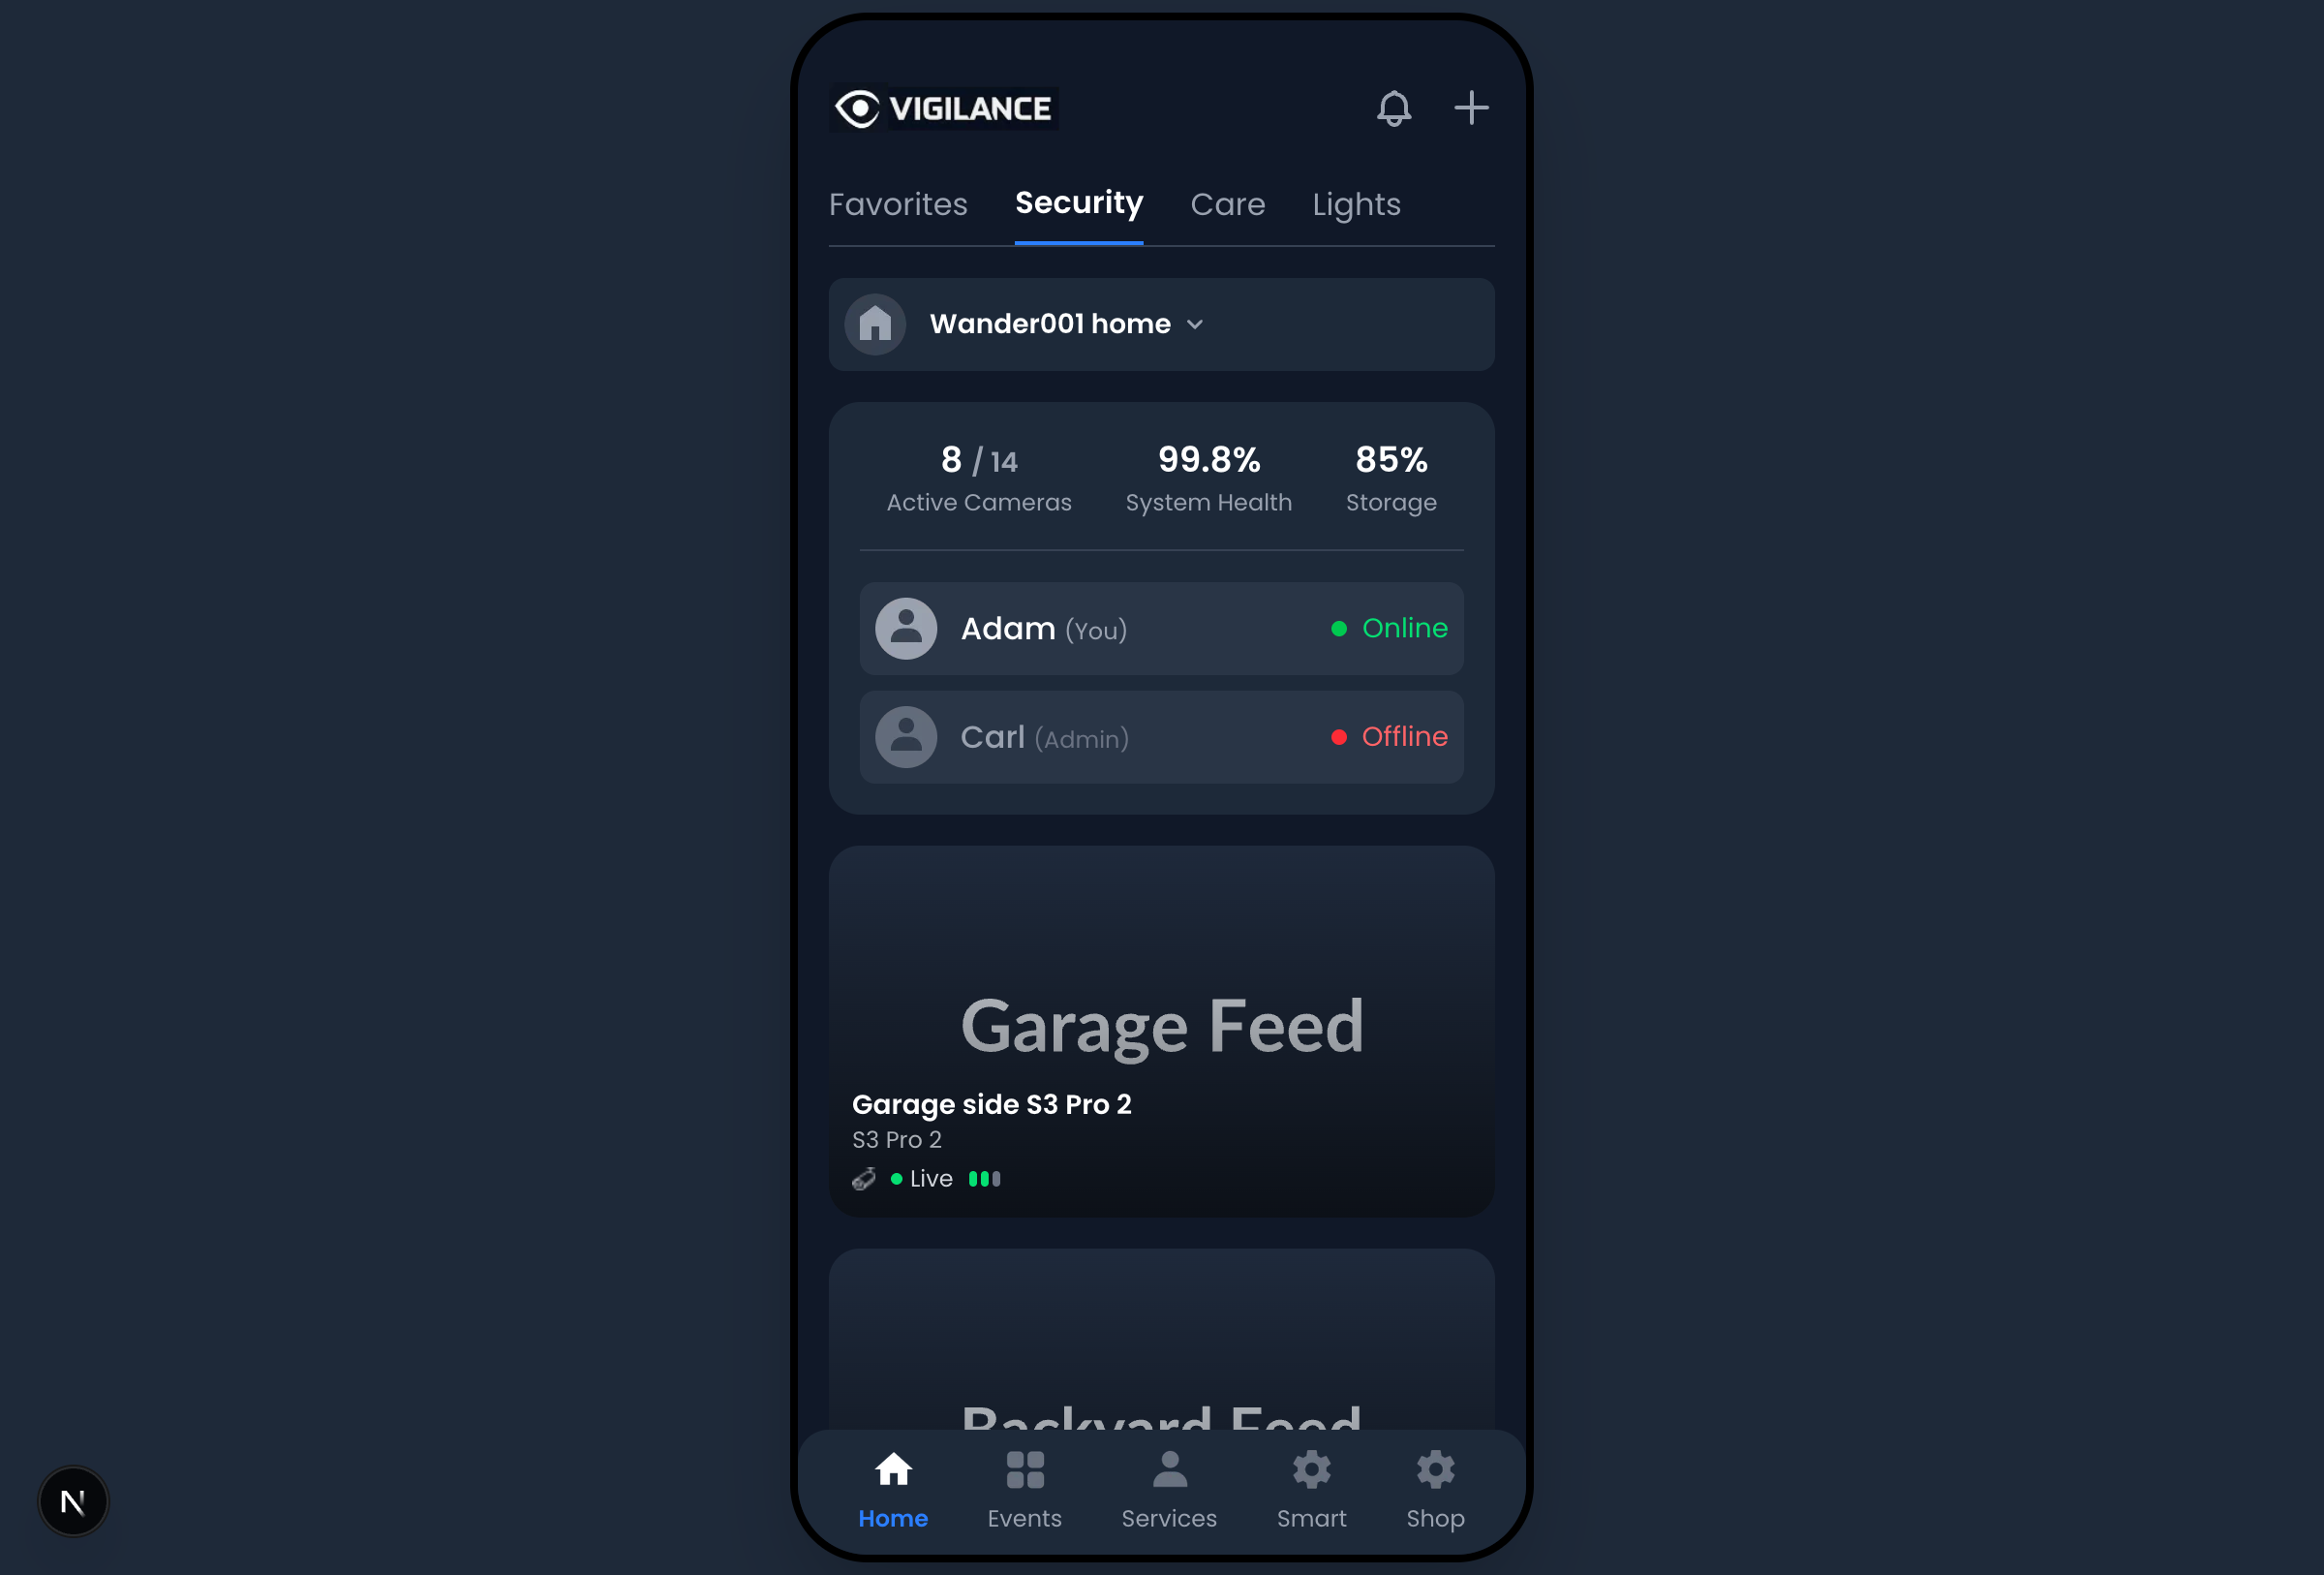 VIGILANCE
Favorites Security Care Lights
Wander001 home
8 / 14 99.8% 85%
Active Cameras System Health Storage
Adam (You) Online
Carl (Admin) Offline
Garage Feed
Garage side S3 Pro 2
S3 Pro 2
Live
Backyard Feed
Home Events Services Smart Shop
N